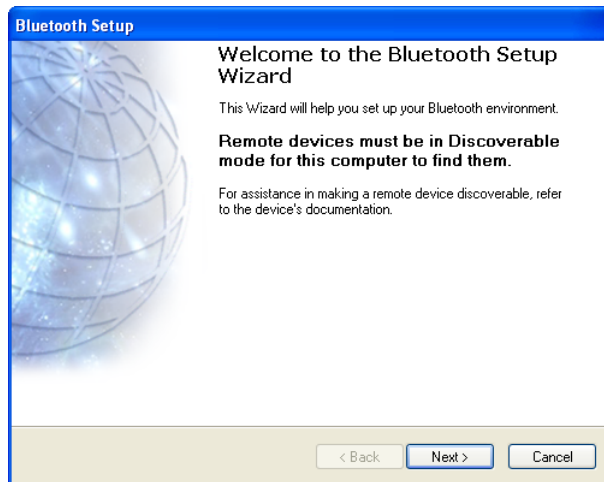 Bluetooth Setup
Welcome to the Bluetooth Setup
Wizard
This Wizard will help you set up your Bluetooth environment.
Remote devices must be in Discoverable
mode for this computer to find them.
For assistance in making a remote device discoverable, refer
to the device's documentation.
< Back Next > Cancel